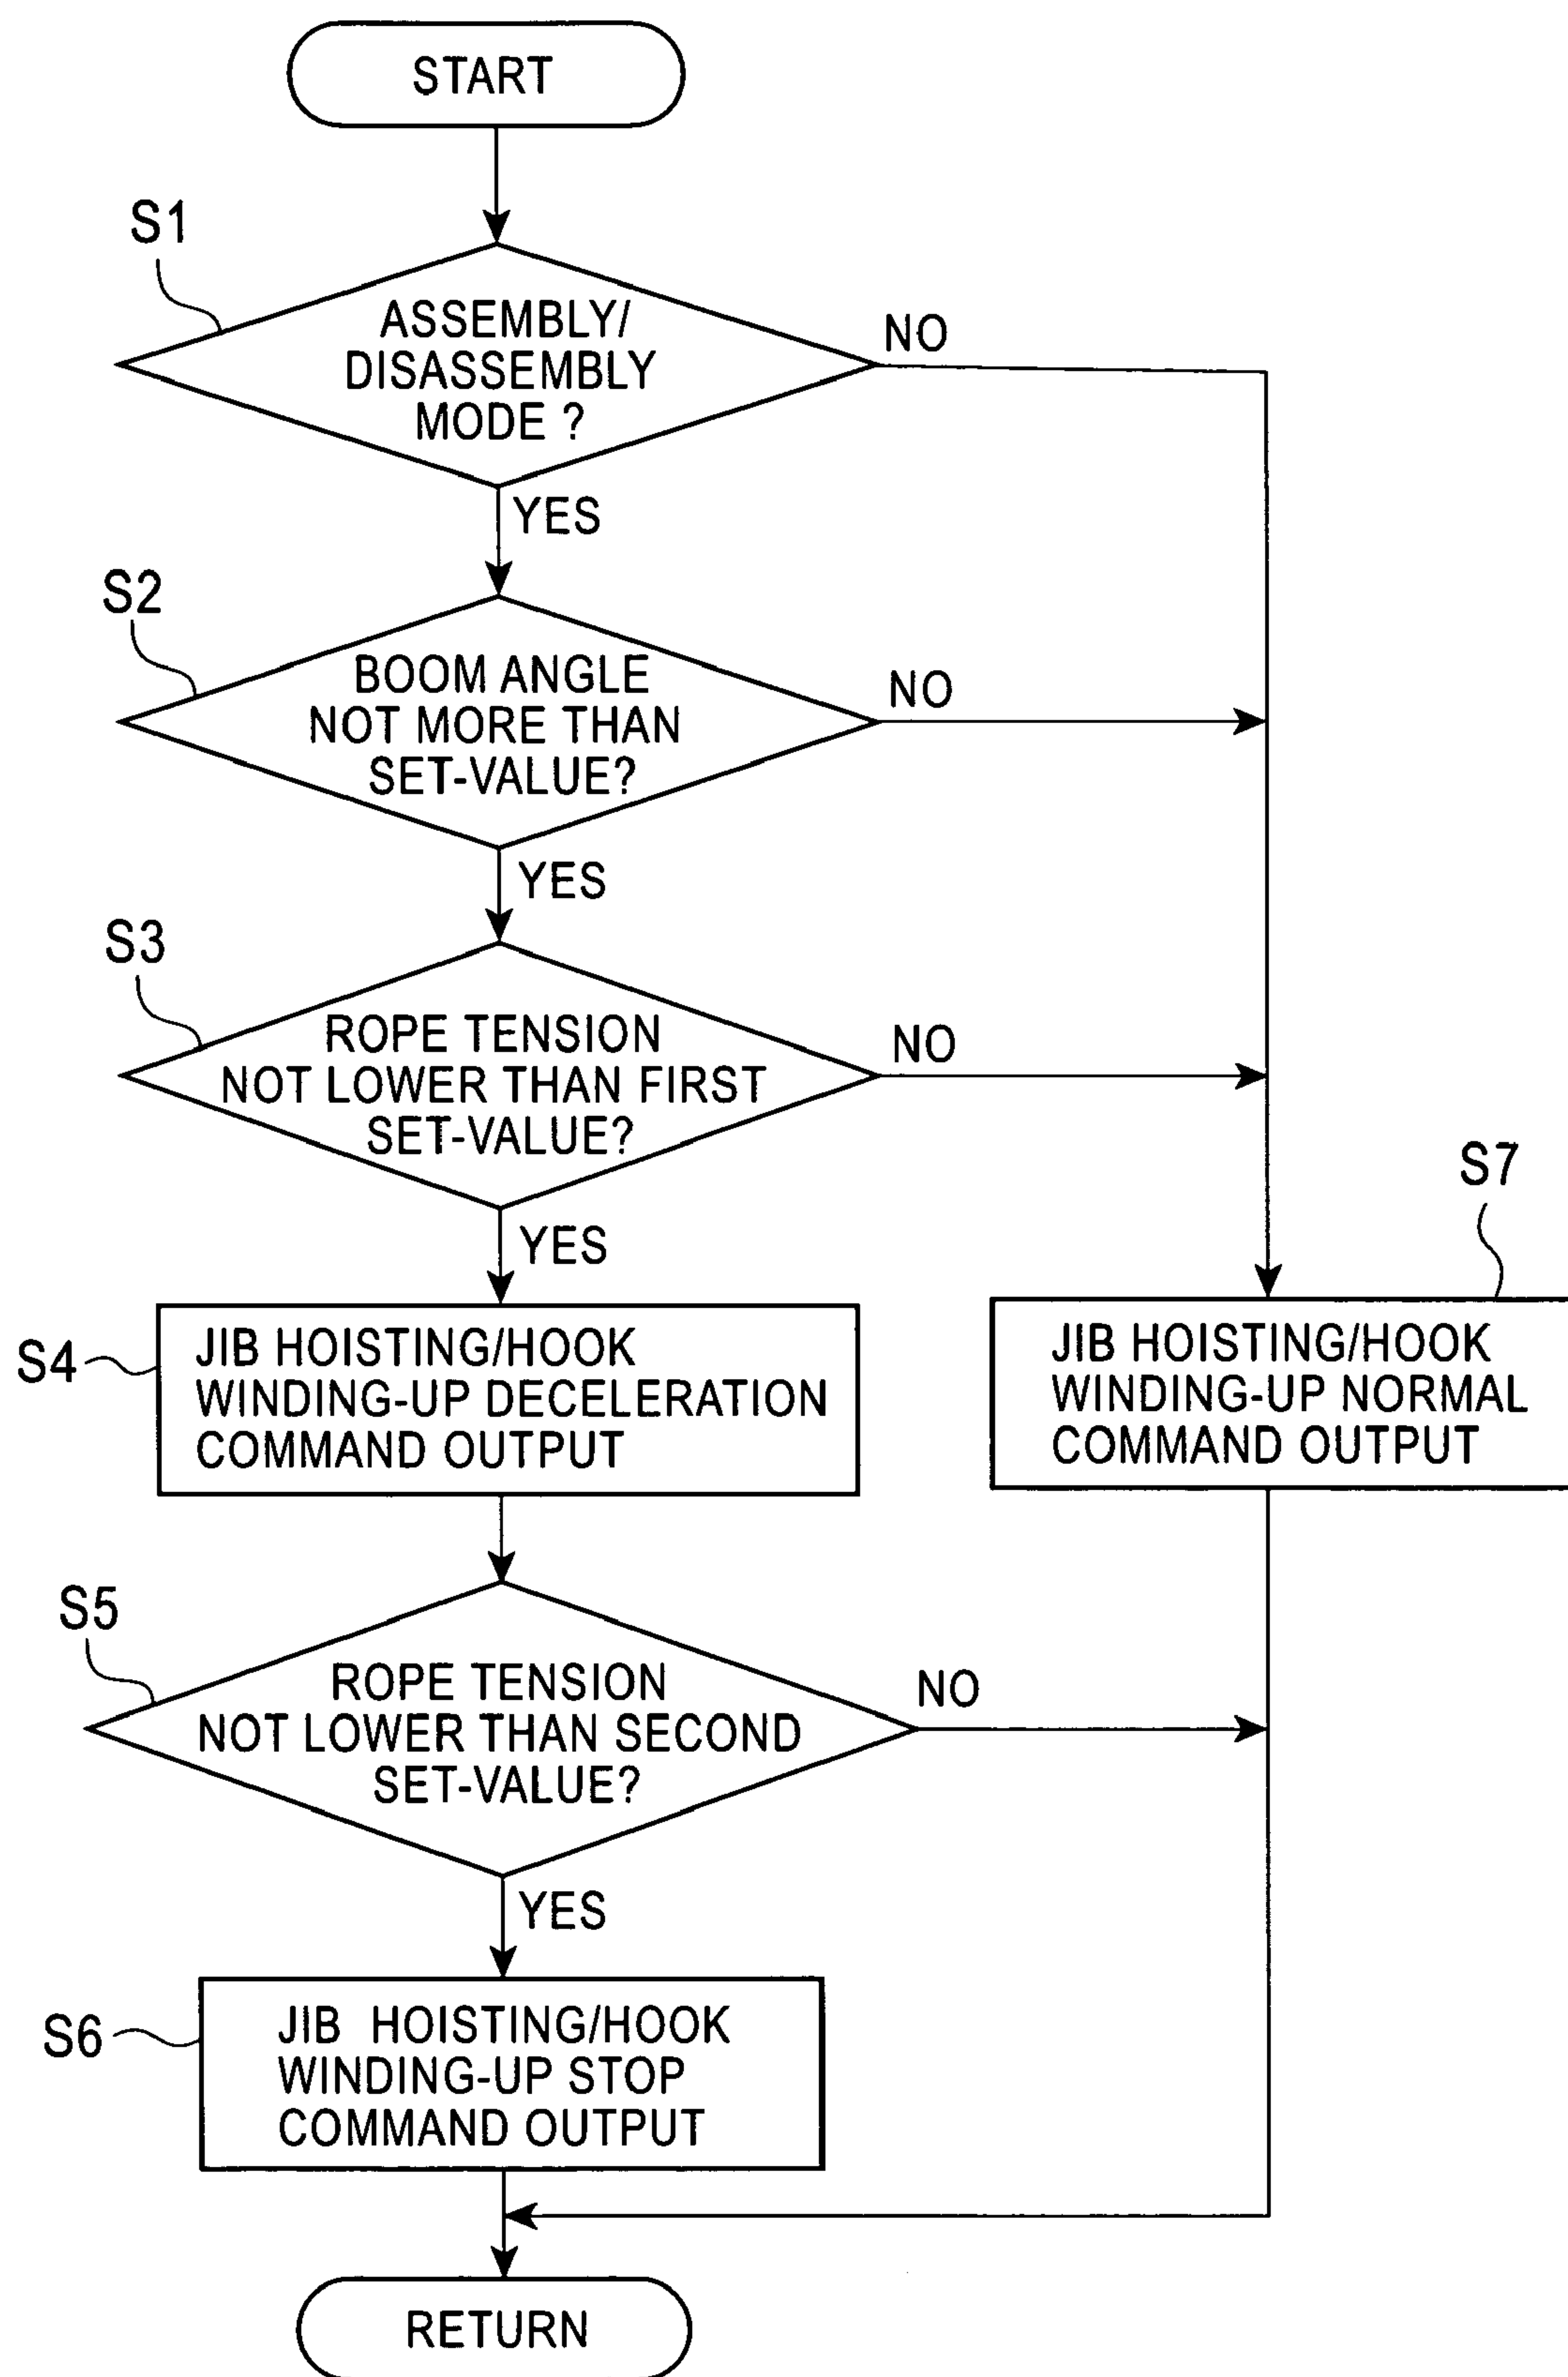 START
S1
ASSEMBLY/
DISASSEMBLY
MODE ?
NO
YES
S2
BOOM ANGLE
NOT MORE THAN
SET-VALUE?
NO
YES
S3
ROPE TENSION
NOT LOWER THAN FIRST
SET-VALUE?
NO
YES
S4
JIB HOISTING/HOOK
WINDING-UP DECELERATION
COMMAND OUTPUT
S7
JIB HOISTING/HOOK
WINDING-UP NORMAL
COMMAND OUTPUT
S5
ROPE TENSION
NOT LOWER THAN SECOND
SET-VALUE?
NO
YES
S6
JIB HOISTING/HOOK
WINDING-UP STOP
COMMAND OUTPUT
RETURN